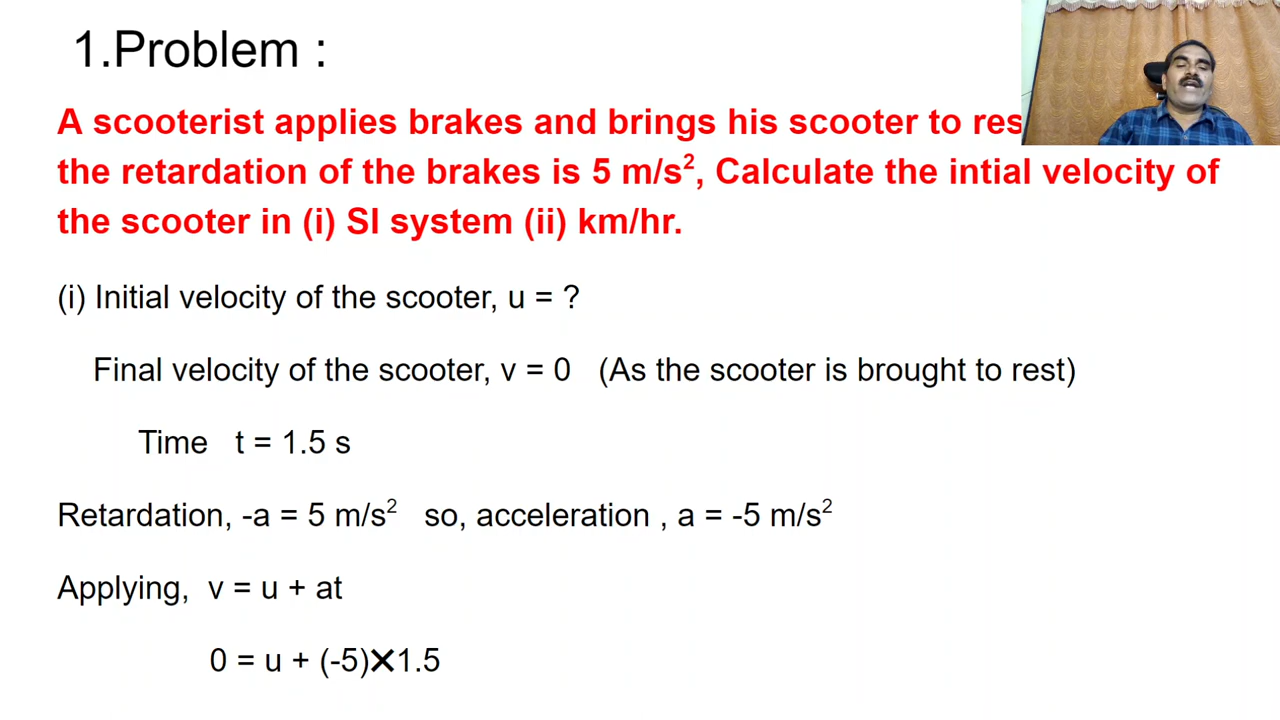 1.Problem :
A scooterist applies brakes and brings his scooter to
the retardation of the brakes is 5 m/s², Calculate the intial velocity of
the scooter in (i) SI system (ii) km/hr.
(i) Initial velocity of the scooter, u = ?
Final velocity of the scooter, v = 0 (As the scooter is brought to rest)
Time t = 1.5 s
Retardation, -a = 5 m/s² so, acceleration , a = -5 m/s²
Applying, v = u + at
0 = u + (-5)×1.5